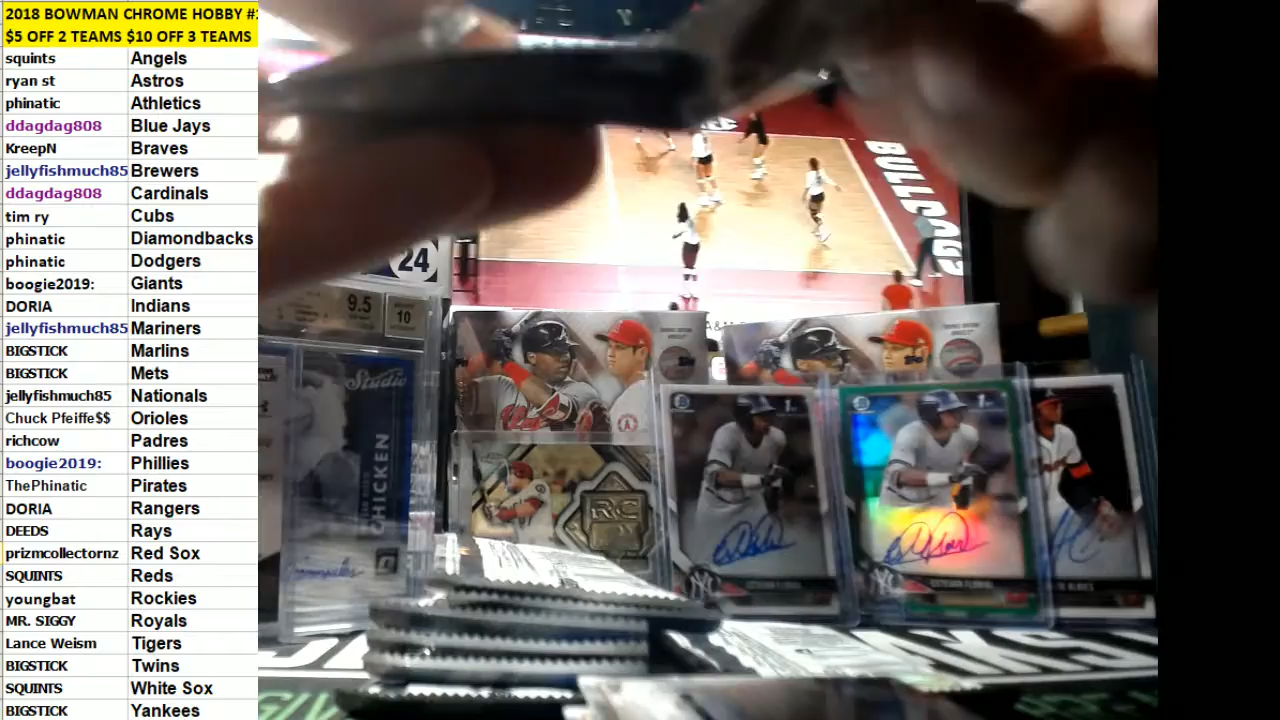 2018 BOWMAN CHROME HOBBY
$5 OFF 2 TEAMS $10 OFF 3 TEAMS
squints Angels
ryan st Astros
phinatic Athletics
ddagdag808 Blue Jays
KreepN Braves
jellyfishmuch85 Brewers
ddagdag808 Cardinals
tim ry Cubs
phinatic Diamondbacks
phinatic Dodgers
boogie2019: Giants
DORIA Indians
jellyfishmuch85 Mariners
BIGSTICK Marlins
BIGSTICK Mets
jellyfishmuch85 Nationals
Chuck Pfeiffe$$ Orioles
richcow Padres
boogie2019: Phillies
ThePhinatic Pirates
DORIA Rangers
DEEDS Rays
prizmcollectornz Red Sox
SQUINTS Reds
youngbat Rockies
MR. SIGGY Royals
Lance Weism Tigers
BIGSTICK Twins
SQUINTS White Sox
BIGSTICK Yankees
BULLDOGS
24
9.5
10
Studio
CHICKEN
RC
1st
1st
ESTEVAN FLORIAL